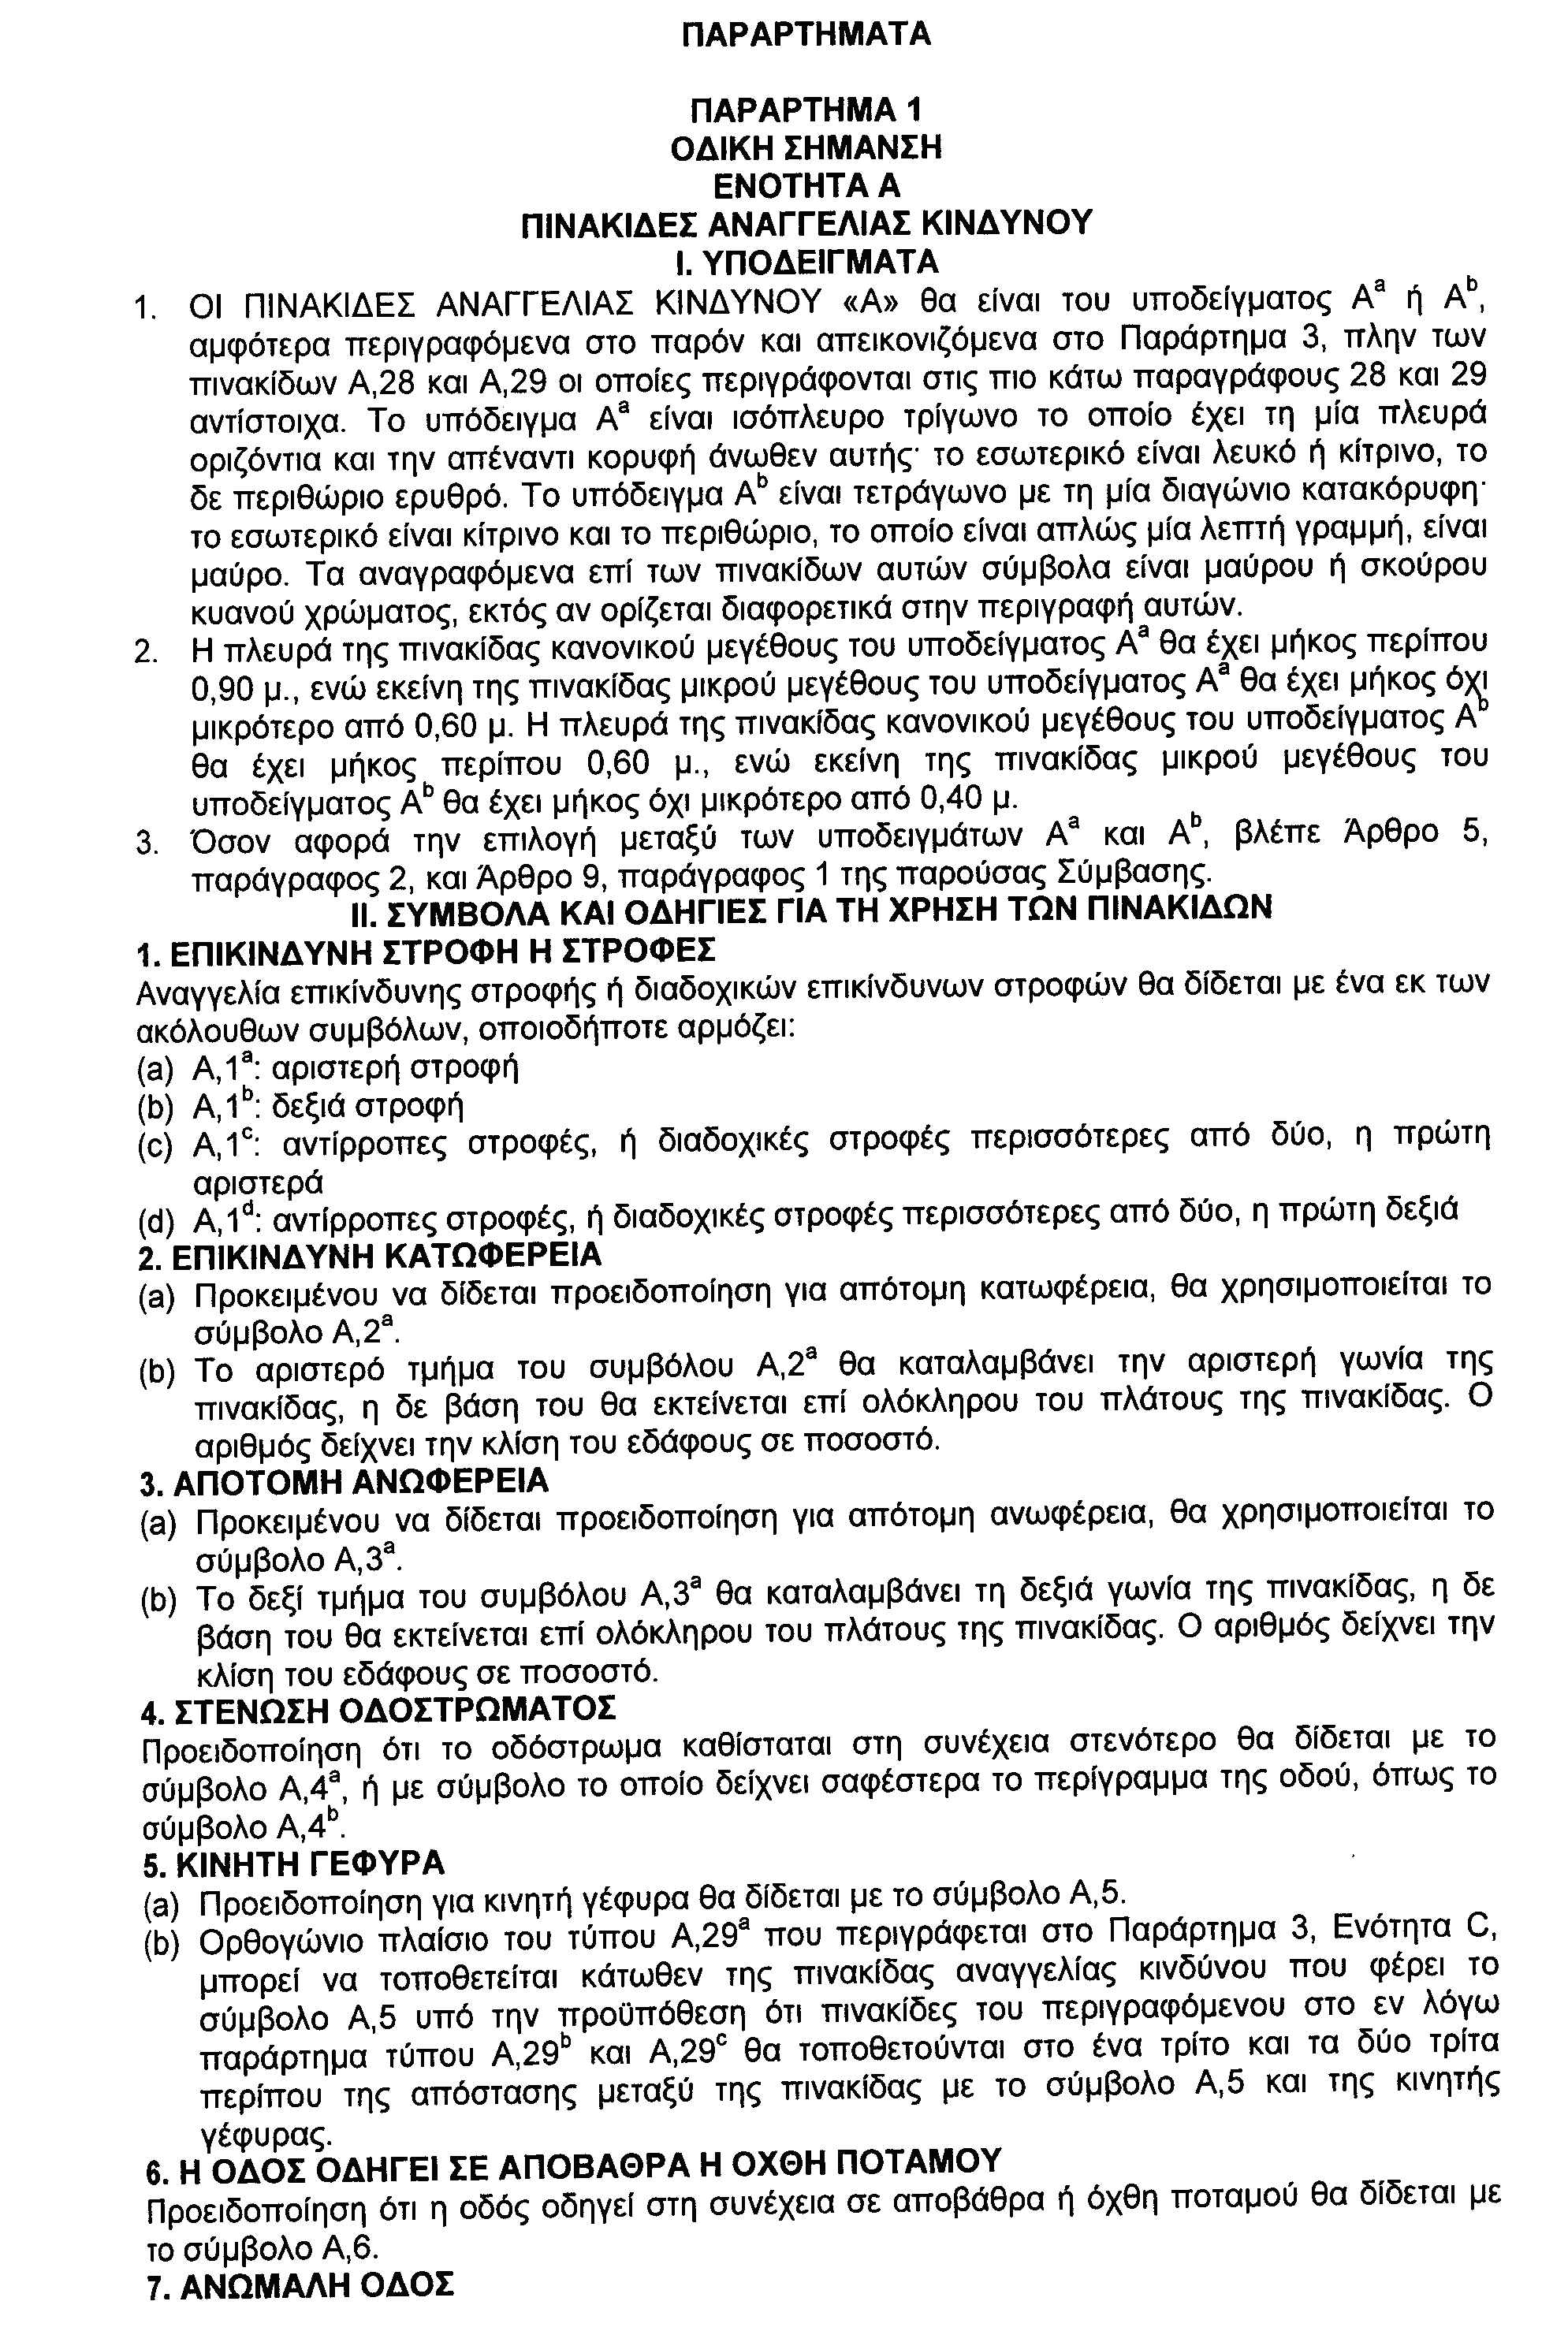 ΠΑΡΑΡΤΗΜΑΤΑ
ΠΑΡΑΡΤΗΜΑ 1
ΟΔΙΚΗ ΣΗΜΑΝΣΗ
ΕΝΟΤΗΤΑ Α
ΠΙΝΑΚΙΔΕΣ ΑΝΑΓΓΕΛΙΑΣ ΚΙΝΔΥΝΟΥ
Ι. ΥΠΟΔΕΙΓΜΑΤΑ
1. ΟΙ ΠΙΝΑΚΙΔΕΣ ΑΝΑΓΓΕΛΙΑΣ ΚΙΝΔΥΝΟΥ «Α» θα είναι του υποδείγματος Αᵃ ή Αᵇ,
αμφότερα περιγραφόμενα στο παρόν και απεικονιζόμενα στο Παράρτημα 3, πλην των
πινακίδων Α,28 και Α,29 οι οποίες περιγράφονται στις πιο κάτω παραγράφους 28 και 29
αντίστοιχα. Το υπόδειγμα Αᵃ είναι ισόπλευρο τρίγωνο το οποίο έχει τη μία πλευρά
οριζόντια και την απέναντι κορυφή άνωθεν αυτής· το εσωτερικό είναι λευκό ή κίτρινο, το
δε περιθώριο ερυθρό. Το υπόδειγμα Αᵇ είναι τετράγωνο με τη μία διαγώνιο κατακόρυφη·
το εσωτερικό είναι κίτρινο και το περιθώριο, το οποίο είναι απλώς μία λεπτή γραμμή, είναι
μαύρο. Τα αναγραφόμενα επί των πινακίδων αυτών σύμβολα είναι μαύρου ή σκούρου
κυανού χρώματος, εκτός αν ορίζεται διαφορετικά στην περιγραφή αυτών.
2. Η πλευρά της πινακίδας κανονικού μεγέθους του υποδείγματος Αᵃ θα έχει μήκος περίπου
0,90 μ., ενώ εκείνη της πινακίδας μικρού μεγέθους του υποδείγματος Αᵃ θα έχει μήκος όχι
μικρότερο από 0,60 μ. Η πλευρά της πινακίδας κανονικού μεγέθους του υποδείγματος Αᵇ
θα έχει μήκος περίπου 0,60 μ., ενώ εκείνη της πινακίδας μικρού μεγέθους του
υποδείγματος Αᵇ θα έχει μήκος όχι μικρότερο από 0,40 μ.
3. Όσον αφορά την επιλογή μεταξύ των υποδειγμάτων Αᵃ και Αᵇ, βλέπε Άρθρο 5,
παράγραφος 2, και Άρθρο 9, παράγραφος 1 της παρούσας Σύμβασης.
ΙΙ. ΣΥΜΒΟΛΑ ΚΑΙ ΟΔΗΓΙΕΣ ΓΙΑ ΤΗ ΧΡΗΣΗ ΤΩΝ ΠΙΝΑΚΙΔΩΝ
1. ΕΠΙΚΙΝΔΥΝΗ ΣΤΡΟΦΗ Η ΣΤΡΟΦΕΣ
Αναγγελία επικίνδυνης στροφής ή διαδοχικών επικίνδυνων στροφών θα δίδεται με ένα εκ των
ακόλουθων συμβόλων, οποιοδήποτε αρμόζει:
(a) Α,1ᵃ: αριστερή στροφή
(b) Α,1ᵇ: δεξιά στροφή
(c) Α,1ᶜ: αντίρροπες στροφές, ή διαδοχικές στροφές περισσότερες από δύο, η πρώτη
αριστερά
(d) Α,1ᵈ: αντίρροπες στροφές, ή διαδοχικές στροφές περισσότερες από δύο, η πρώτη δεξιά
2. ΕΠΙΚΙΝΔΥΝΗ ΚΑΤΩΦΕΡΕΙΑ
(a) Προκειμένου να δίδεται προειδοποίηση για απότομη κατωφέρεια, θα χρησιμοποιείται το
σύμβολο Α,2ᵃ.
(b) Το αριστερό τμήμα του συμβόλου Α,2ᵃ θα καταλαμβάνει την αριστερή γωνία της
πινακίδας, η δε βάση του θα εκτείνεται επί ολόκληρου του πλάτους της πινακίδας. Ο
αριθμός δείχνει την κλίση του εδάφους σε ποσοστό.
3. ΑΠΟΤΟΜΗ ΑΝΩΦΕΡΕΙΑ
(a) Προκειμένου να δίδεται προειδοποίηση για απότομη ανωφέρεια, θα χρησιμοποιείται το
σύμβολο Α,3ᵃ.
(b) Το δεξί τμήμα του συμβόλου Α,3ᵃ θα καταλαμβάνει τη δεξιά γωνία της πινακίδας, η δε
βάση του θα εκτείνεται επί ολόκληρου του πλάτους της πινακίδας. Ο αριθμός δείχνει την
κλίση του εδάφους σε ποσοστό.
4. ΣΤΕΝΩΣΗ ΟΔΟΣΤΡΩΜΑΤΟΣ
Προειδοποίηση ότι το οδόστρωμα καθίσταται στη συνέχεια στενότερο θα δίδεται με το
σύμβολο Α,4ᵃ, ή με σύμβολο το οποίο δείχνει σαφέστερα το περίγραμμα της οδού, όπως το
σύμβολο Α,4ᵇ.
5. ΚΙΝΗΤΗ ΓΕΦΥΡΑ
(a) Προειδοποίηση για κινητή γέφυρα θα δίδεται με το σύμβολο Α,5.
(b) Ορθογώνιο πλαίσιο του τύπου Α,29ᵃ που περιγράφεται στο Παράρτημα 3, Ενότητα C,
μπορεί να τοποθετείται κάτωθεν της πινακίδας αναγγελίας κινδύνου που φέρει το
σύμβολο Α,5 υπό την προϋπόθεση ότι πινακίδες του περιγραφόμενου στο εν λόγω
παράρτημα τύπου Α,29ᵇ και Α,29ᶜ θα τοποθετούνται στο ένα τρίτο και τα δύο τρίτα
περίπου της απόστασης μεταξύ της πινακίδας με το σύμβολο Α,5 και της κινητής
γέφυρας.
6. Η ΟΔΟΣ ΟΔΗΓΕΙ ΣΕ ΑΠΟΒΑΘΡΑ Η ΟΧΘΗ ΠΟΤΑΜΟΥ
Προειδοποίηση ότι η οδός οδηγεί στη συνέχεια σε αποβάθρα ή όχθη ποταμού θα δίδεται με
το σύμβολο Α,6.
7. ΑΝΩΜΑΛΗ ΟΔΟΣ